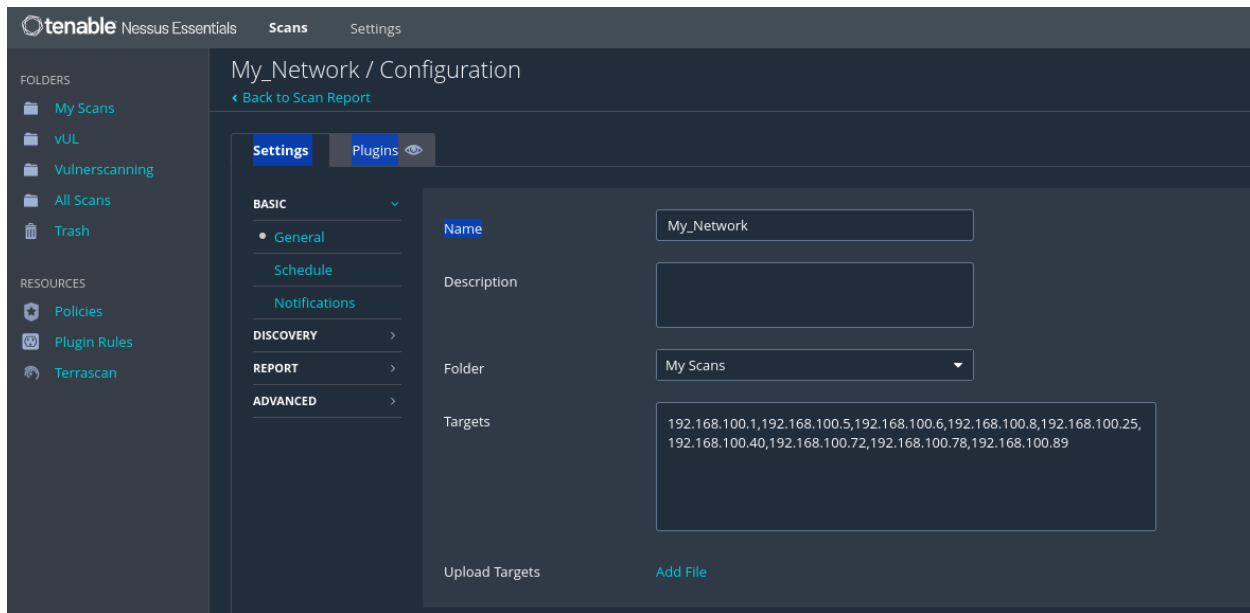 tenable Nessus Essentials Scans Settings
FOLDERS
My Scans
vUL
Vulnerscanning
All Scans
Trash
RESOURCES
Policies
Plugin Rules
Terrascan
My_Network / Configuration
‹ Back to Scan Report
Settings Plugins
BASIC
General
Schedule
Notifications
DISCOVERY
REPORT
ADVANCED
Name My_Network
Description
Folder My Scans
Targets 192.168.100.1,192.168.100.5,192.168.100.6,192.168.100.8,192.168.100.25,
192.168.100.40,192.168.100.72,192.168.100.78,192.168.100.89
Upload Targets Add File